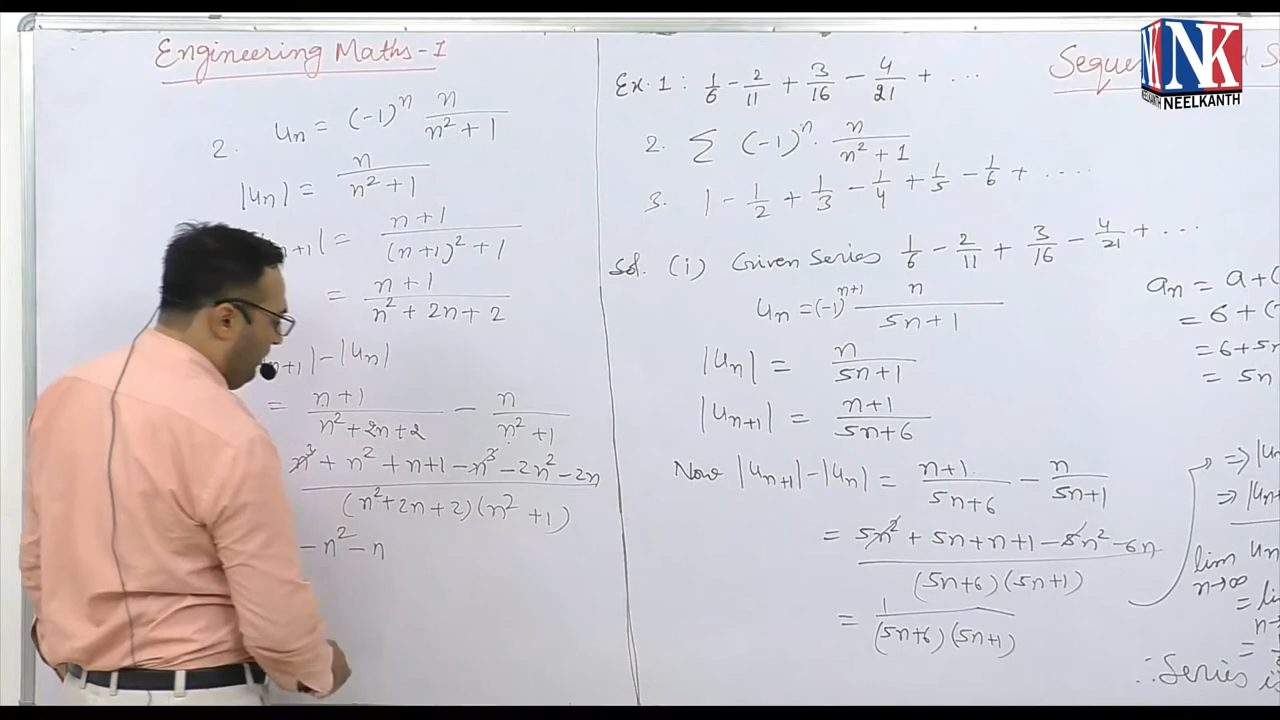 Engineering Maths-I
2. uₙ = (-1)ⁿ n/(n²+1)
|uₙ| = n/(n²+1)
n+1| = (n+1)/((n+1)²+1)
= (n+1)/(n²+2n+2)
n+1|-|uₙ|
= (n+1)/(n²+2n+2) - n/(n²+1)
(n³+n²+n+1-n³-2n²-2n)/((n²+2n+2)(n²+1))
-n²-n
Ex.1: 1/6 - 2/11 + 3/16 - 4/21 + ...
2. Σ (-1)ⁿ. n/(n²+1)
3. 1 - 1/2 + 1/3 - 1/4 + 1/5 - 1/6 + ....
Sol. (i) Given Series 1/6 - 2/11 + 3/16 - 4/21 + ...
uₙ = (-1)ⁿ⁺¹ n/(5n+1)
|uₙ| = n/(5n+1)
|uₙ₊₁| = (n+1)/(5n+6)
Now |uₙ₊₁|-|uₙ| = (n+1)/(5n+6) - n/(5n+1)
= (5n²+5n+n+1-5n²-6n)/((5n+6)(5n+1))
= 1/((5n+6)(5n+1))
aₙ = a+(
= 6+(
=6+5n
= 5n
=> |u
=> |uₙ
lim n→∞ uₙ
= li
n→
=
∴ Series i
NK
NEELKANTH